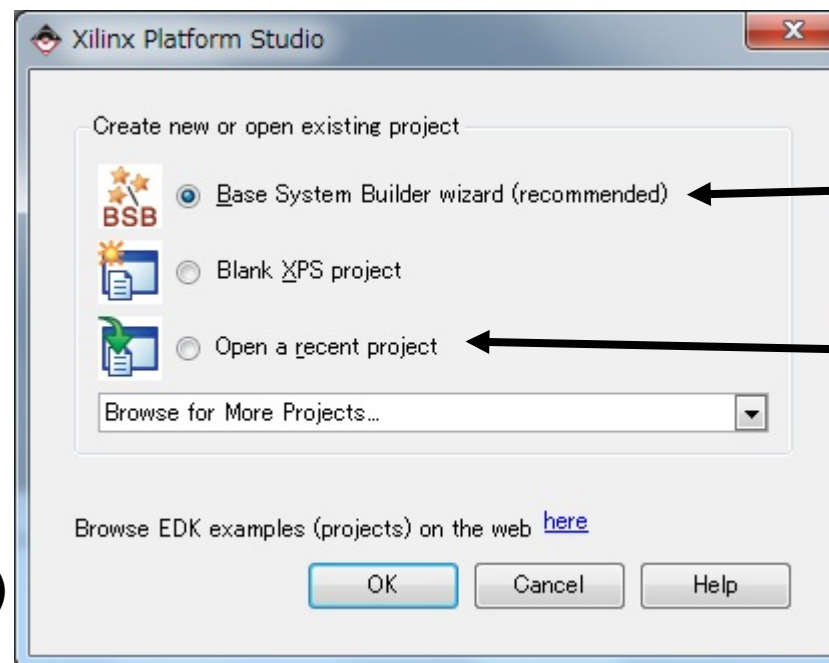 Xilinx Platform Studio
x
Create new or open existing project
BSB
Base System Builder wizard (recommended)
Blank XPS project
Open a recent project
Browse for More Projects...
Browse EDK examples (projects) on the web here
)
OK Cancel Help